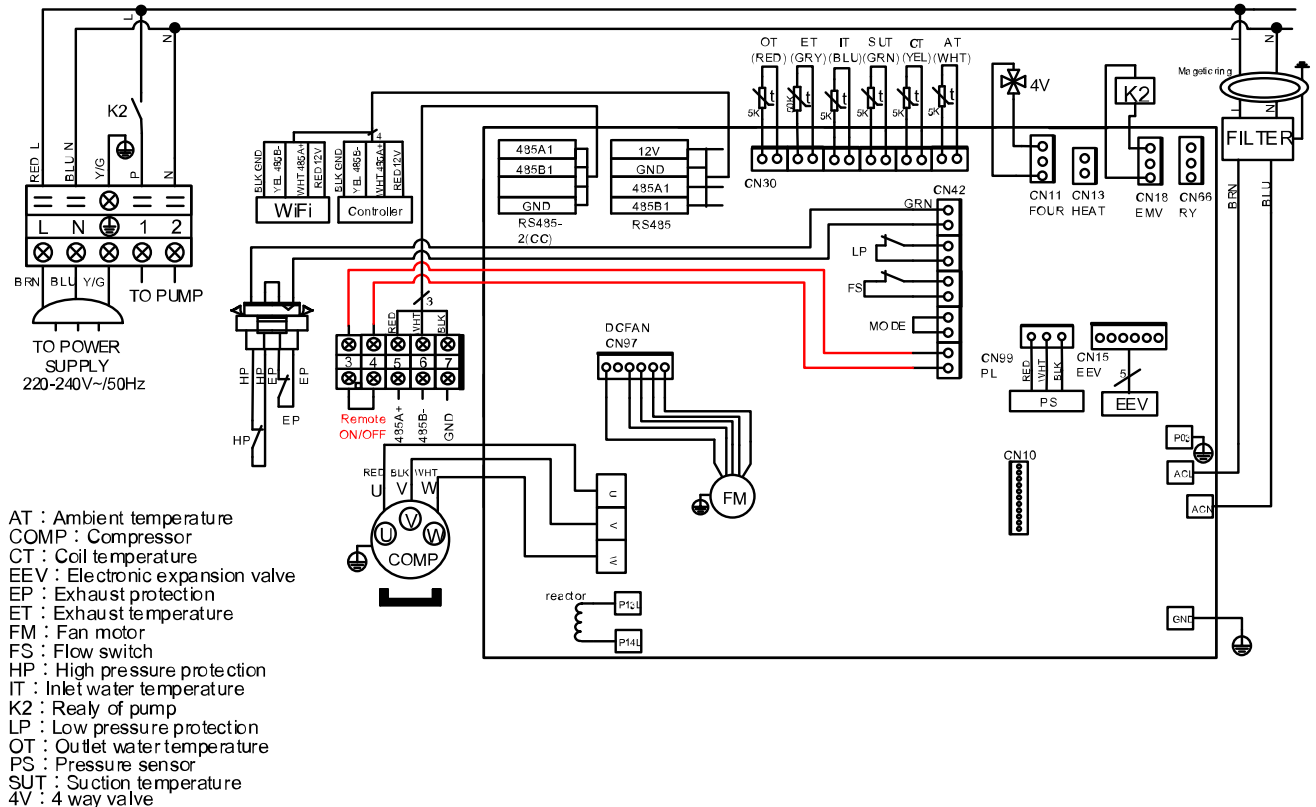 L
N
K2
RED L
BLU N
Y/G
P
N
L N 1 2
BRN BLU Y/G
TO PUMP
TO POWER
SUPPLY
220-240V~/50Hz
4
BLK GND
YEL 485B-
WHT 485A+
RED 12V
BLK GND
YEL 485B-
WHT 485A+
RED 12V
WiFi
Controller
485A1
485B1
GND
RS485-
2(CC)
12V
GND
485A1
485B1
RS485
OT ET IT SUT CT AT
(RED) (GRY) (BLU) (GRN) (YEL) (WHT)
t t t t t t
5K 50K 5K 5K 5K 5K
CN30
4V
K2
CN11
FOUR
CN13
HEAT
CN18
EMV
CN66
RY
Mageticring
L N
L N
FILTER
BRN
BLU
CN42
GRN
LP
FS
MODE
HP
HP
EP
EP
EP
HP
3
RED
WHT
BLK
3 4 5 6 7
Remote
ON/OFF
485A+
485B-
GND
DCFAN
CN97
FM
CN99
PL
RED
WHT
BLK
PS
CN15
EEV
5
EEV
P03
ACL
ACN
CN10
GND
RED BLK WHT
U V W
U V W
COMP
U
V
W
reactor
P13L
P14L
AT : Ambient temperature
COMP : Compressor
CT : Coil temperature
EEV : Electronic expansion valve
EP : Exhaust protection
ET : Exhaust temperature
FM : Fan motor
FS : Flow switch
HP : High pressure protection
IT : Inlet water temperature
K2 : Realy of pump
LP : Low pressure protection
OT : Outlet water temperature
PS : Pressure sensor
SUT : Suction temperature
4V : 4 way valve